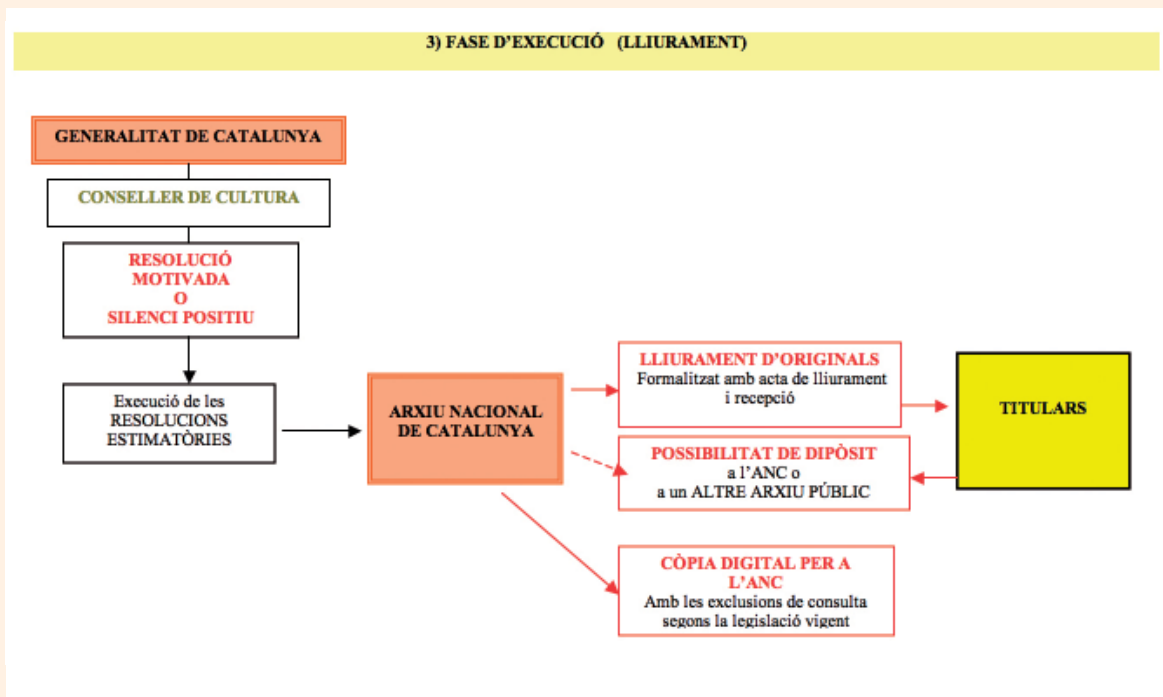 3) FASE D'EXECUCIÓ (LLIURAMENT)
GENERALITAT DE CATALUNYA
CONSELLER DE CULTURA
RESOLUCIÓ
MOTIVADA
O
SILENCI POSITIU
Execució de les
RESOLUCIONS
ESTIMATÒRIES
ARXIU NACIONAL
DE CATALUNYA
LLIURAMENT D'ORIGINALS
Formalitzat amb acta de lliurament
i recepció
TITULARS
POSSIBILITAT DE DIPÒSIT
a l'ANC o
a un ALTRE ARXIU PÚBLIC
CÒPIA DIGITAL PER A
L'ANC
Amb les exclusions de consulta
segons la legislació vigent